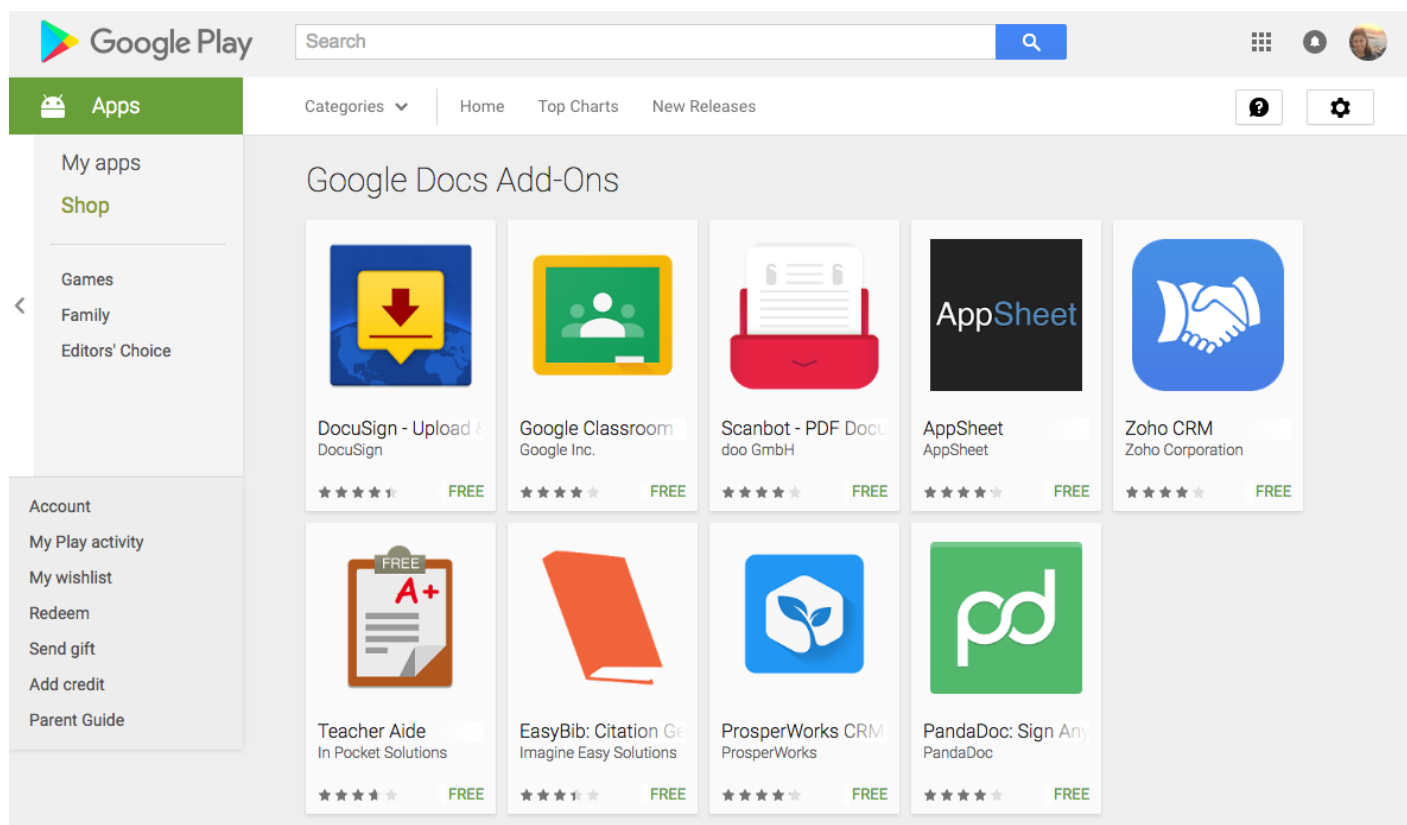 Google Play
Search
Apps
Categories
Home
Top Charts
New Releases
My apps
Shop
Games
Family
Editors' Choice
Account
My Play activity
My wishlist
Redeem
Send gift
Add credit
Parent Guide
Google Docs Add-Ons
DocuSign - Upload &
DocuSign
FREE
Google Classroom
Google Inc.
FREE
Scanbot - PDF Docu
doo GmbH
FREE
AppSheet
AppSheet
AppSheet
FREE
Zoho CRM
Zoho Corporation
FREE
FREE
A+
Teacher Aide
In Pocket Solutions
FREE
EasyBib: Citation Ge
Imagine Easy Solutions
FREE
ProsperWorks CRM
ProsperWorks
FREE
pd
PandaDoc: Sign Any
PandaDoc
FREE